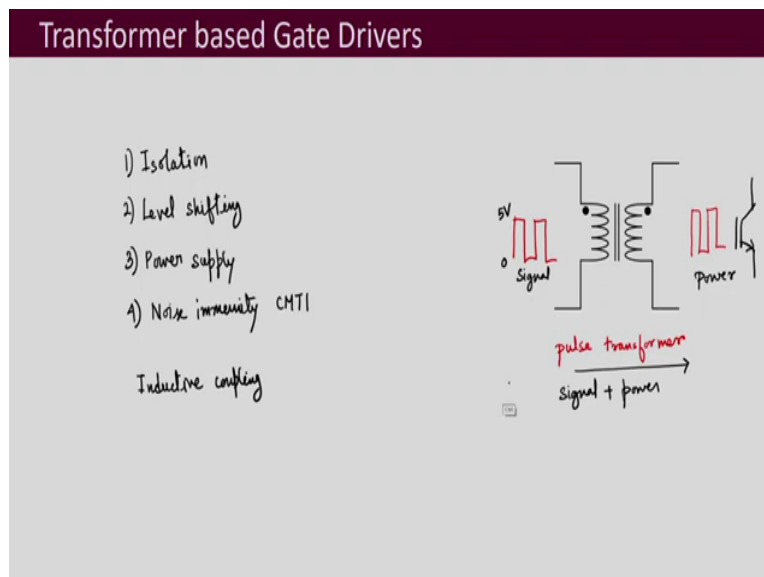 Transformer based Gate Drivers
1) Isolation
2) Level shifting
3) Power supply
4) Noise immunity CMTI
Inductive coupling
5V
0
Signal
Power
pulse transformer
Signal + power